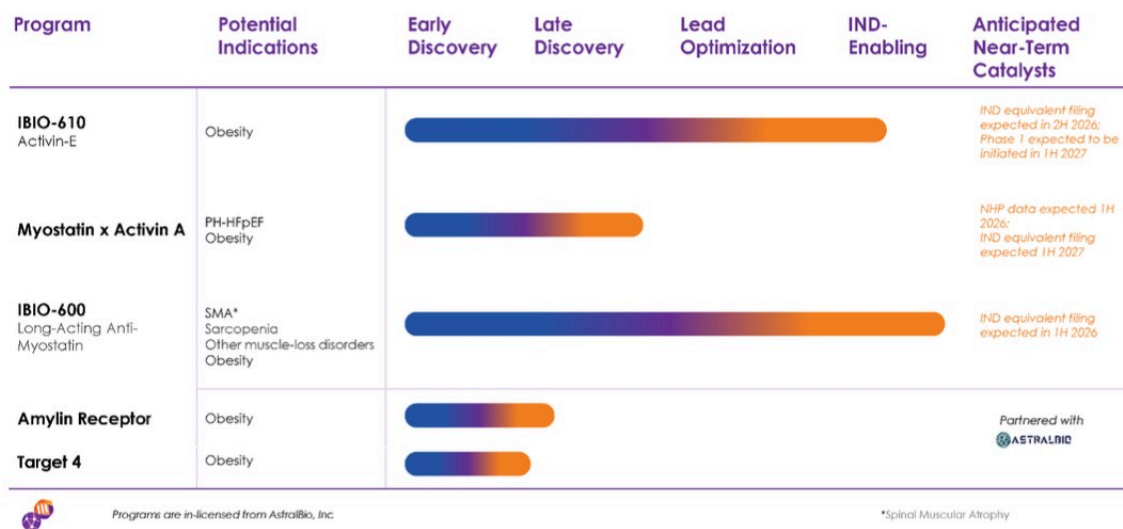 Program
Potential
Indications
Early
Discovery
Late
Discovery
Lead
Optimization
IND-
Enabling
Anticipated
Near-Term
Catalysts
IBIO-610
Activin-E
Obesity
IND equivalent filing
expected in 2H 2026;
Phase 1 expected to be
initiated in 1H 2027
Myostatin x Activin A
PH-HFpEF
Obesity
NHP data expected 1H
2026;
IND equivalent filing
expected 1H 2027
IBIO-600
Long-Acting Anti-
Myostatin
SMA*
Sarcopenia
Other muscle-loss disorders
Obesity
IND equivalent filing
expected in 1H 2026
Amylin Receptor
Obesity
Partnered with
ASTRALBIO
Target 4
Obesity
Programs are in-licensed from AstralBio, Inc.
*Spinal Muscular Atrophy